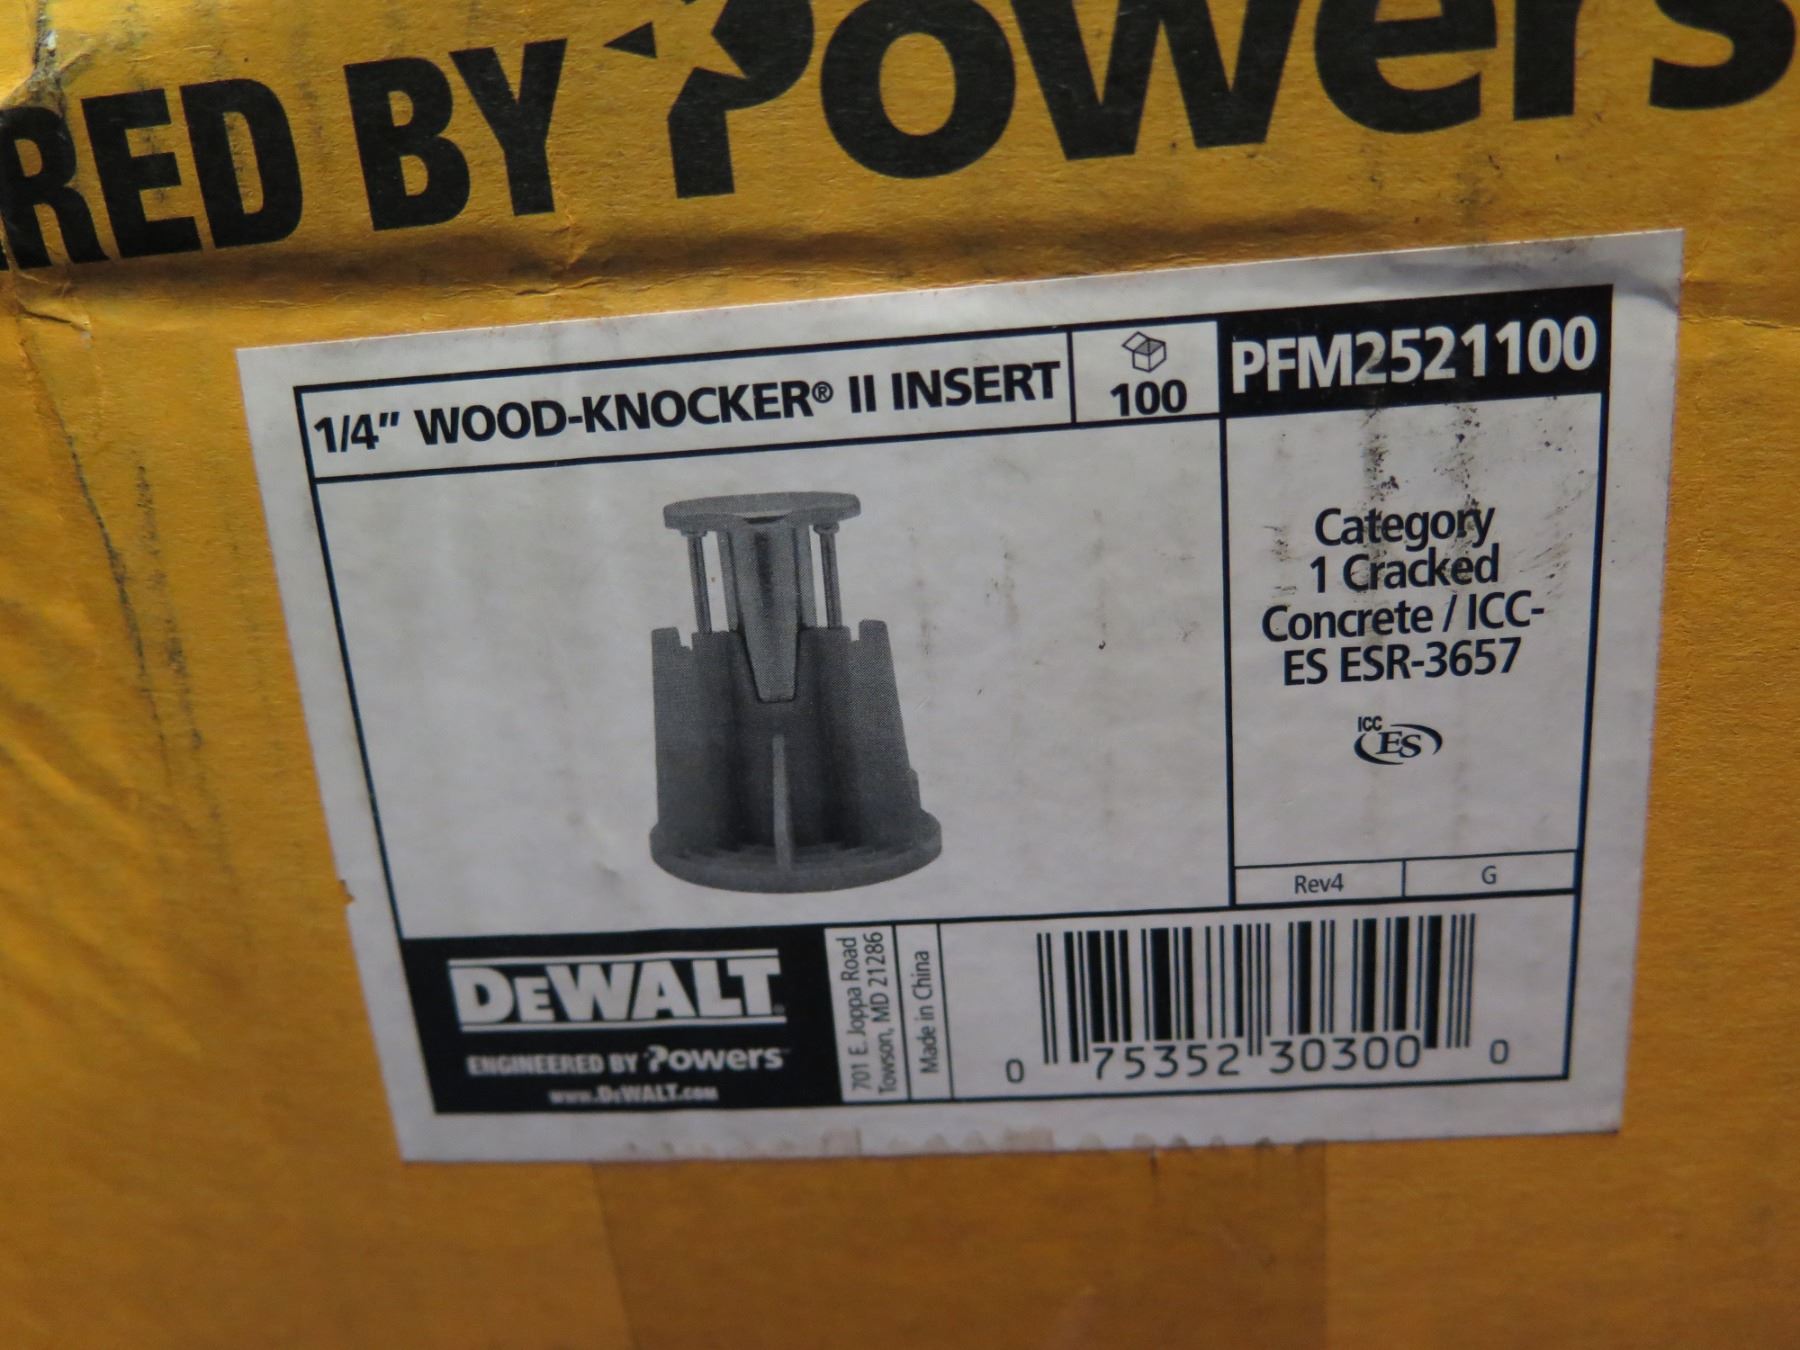 RED BY Powers
1/4" WOOD-KNOCKER® II INSERT
100
PFM2521100
Category
1 Cracked
Concrete / ICC-
ES ESR-3657
ICC
ES
Rev4
G
DEWALT
ENGINEERED BY Powers
www.DEWALT.com
701 E. Joppa Road
Towson, MD 21286
Made in China
0 75352 30300 0